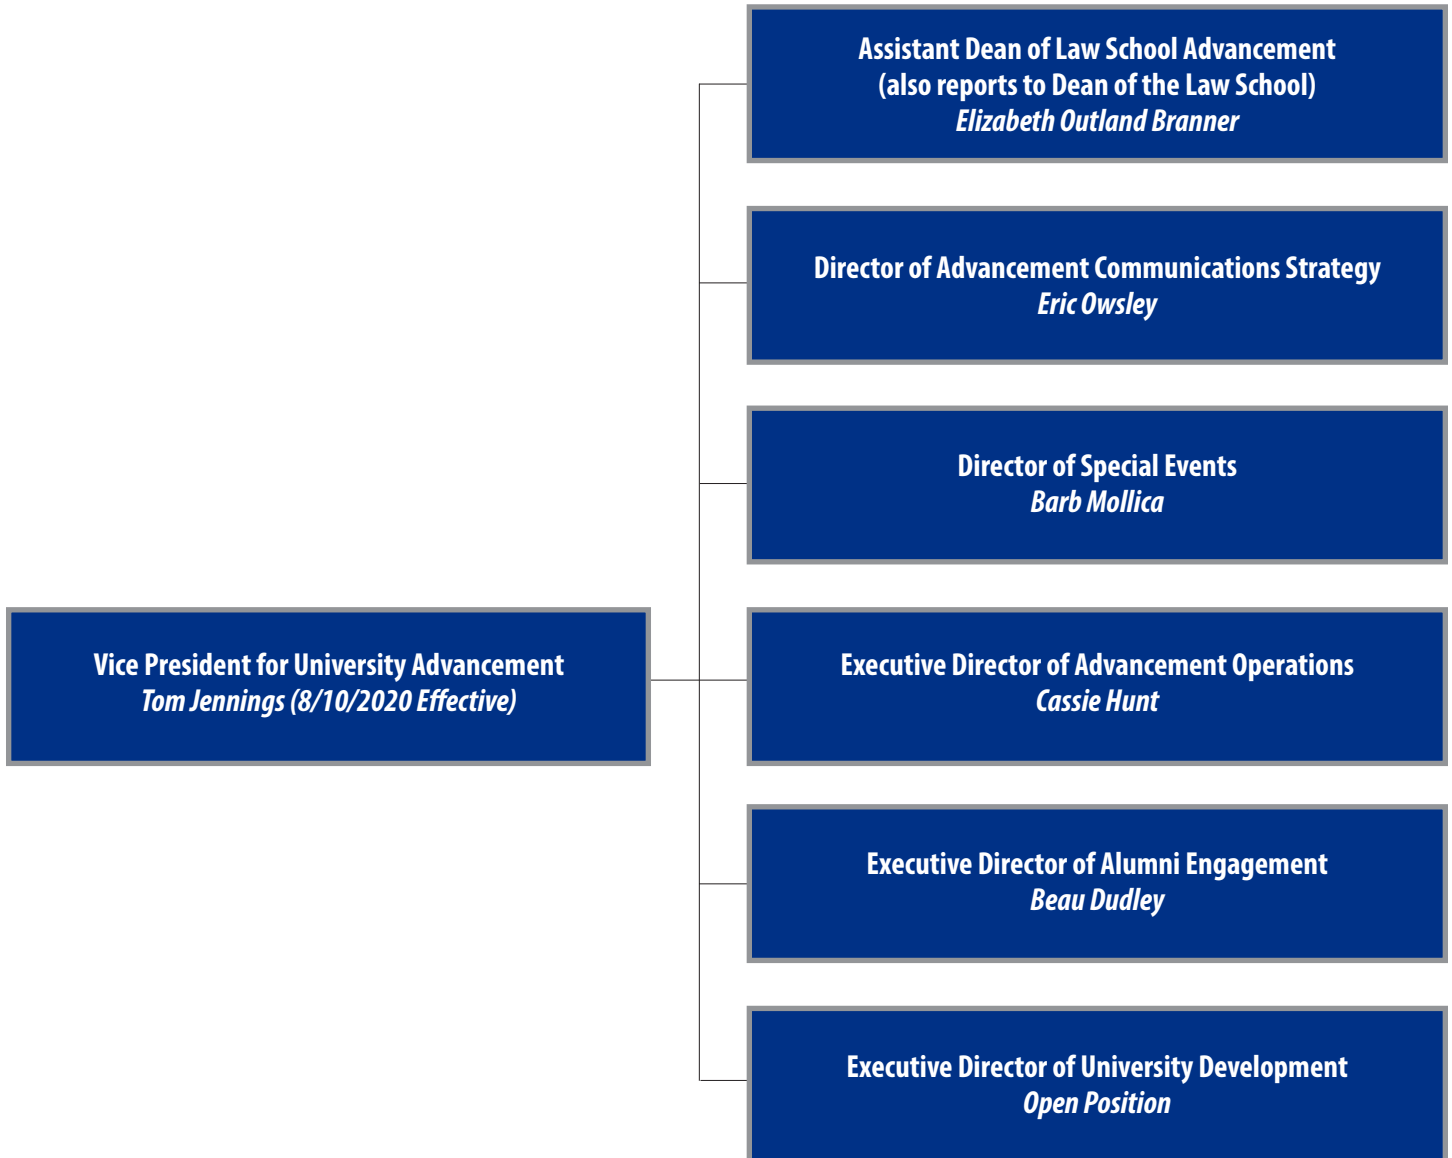 Assistant Dean of Law School Advancement
(also reports to Dean of the Law School)
Elizabeth Outland Branner
Director of Advancement Communications Strategy
Eric Owsley
Director of Special Events
Barb Mollica
Vice President for University Advancement
Tom Jennings (8/10/2020 Effective)
Executive Director of Advancement Operations
Cassie Hunt
Executive Director of Alumni Engagement
Beau Dudley
Executive Director of University Development
Open Position